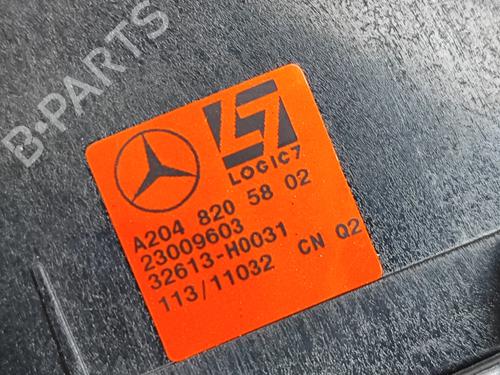 B-PARTS
LOGIC7
A204 820 58 02
23009603
32613-H0031
113/11032 CN Q2